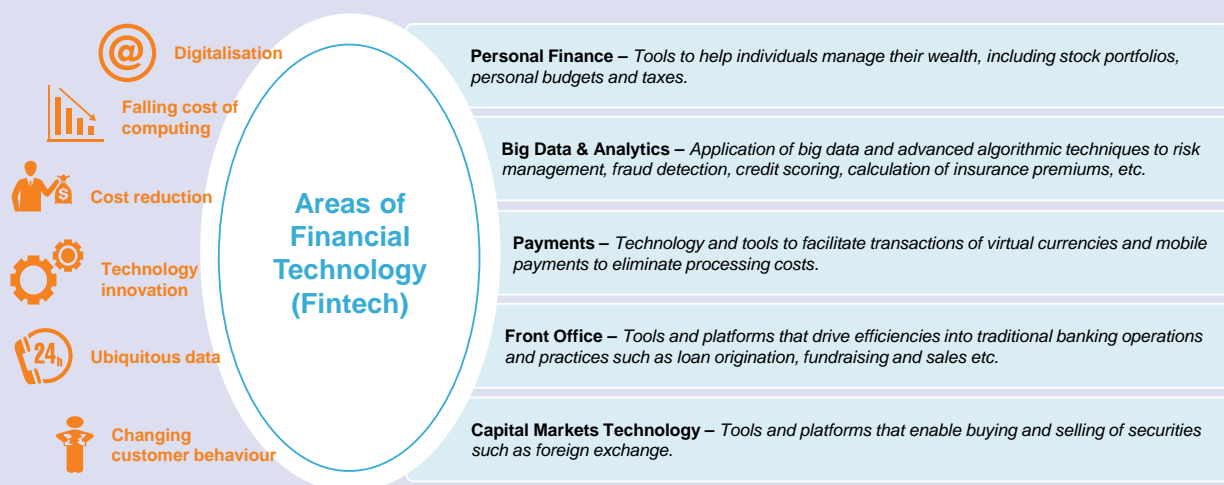 @
Digitalisation
Falling cost of
computing
$
Cost reduction
Technology
innovation
24h
Ubiquitous data
Changing
customer behaviour
Areas of
Financial
Technology
(Fintech)
Personal Finance – Tools to help individuals manage their wealth, including stock portfolios,
personal budgets and taxes.
Big Data & Analytics – Application of big data and advanced algorithmic techniques to risk
management, fraud detection, credit scoring, calculation of insurance premiums, etc.
Payments – Technology and tools to facilitate transactions of virtual currencies and mobile
payments to eliminate processing costs.
Front Office – Tools and platforms that drive efficiencies into traditional banking operations
and practices such as loan origination, fundraising and sales etc.
Capital Markets Technology – Tools and platforms that enable buying and selling of securities
such as foreign exchange.